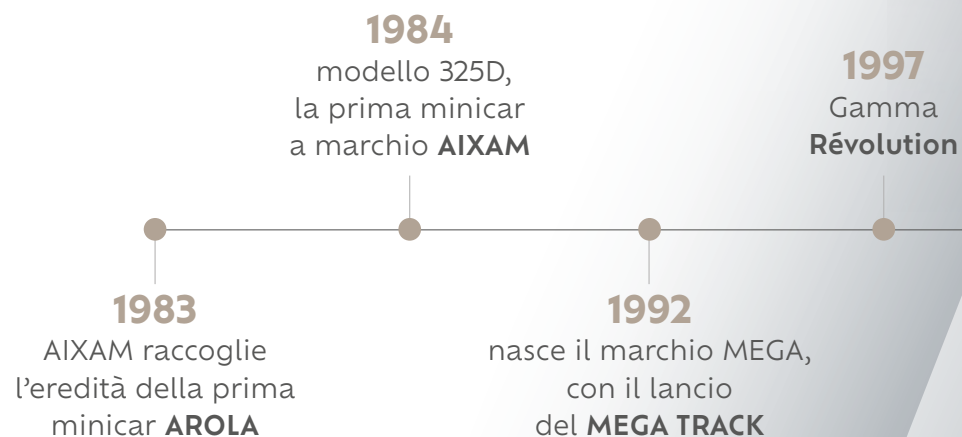 1984
modello 325D,
la prima minicar
a marchio AIXAM
1997
Gamma
Révolution
1983
AIXAM raccoglie
l’eredità della prima
minicar AROLA
1992
nasce il marchio MEGA,
con il lancio
del MEGA TRACK